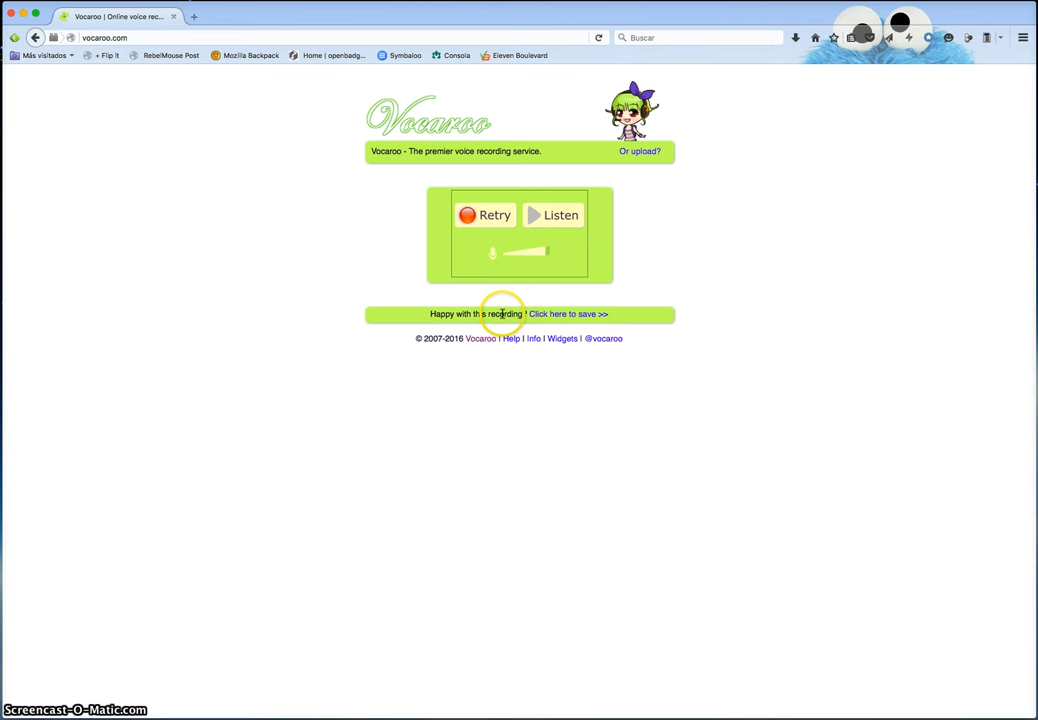 Vocaroo | Online voice rec...
vocaroo.com
Buscar
Más visitados
+ Flip it
RebelMouse Post
Mozilla Backpack
Home | openbadg...
Symbaloo
Consola
Eleven Boulevard
Vocaroo
Vocaroo - The premier voice recording service.
Or upload?
Retry
Listen
Happy with this recording? Click here to save >>
© 2007-2016 Vocaroo | Help | Info | Widgets | @vocaroo
Screencast-O-Matic.com